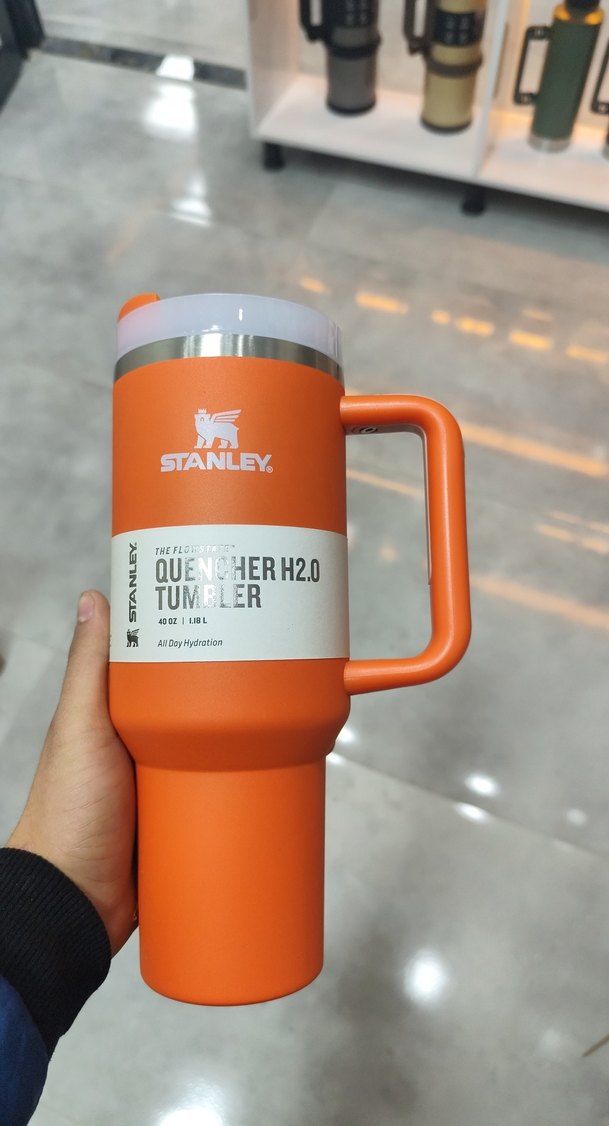 STANLEY®
STANLEY.
THE FLOWSTATE™
QUENCHER H2.0
TUMBLER
40 OZ | 1.18 L
All Day Hydration